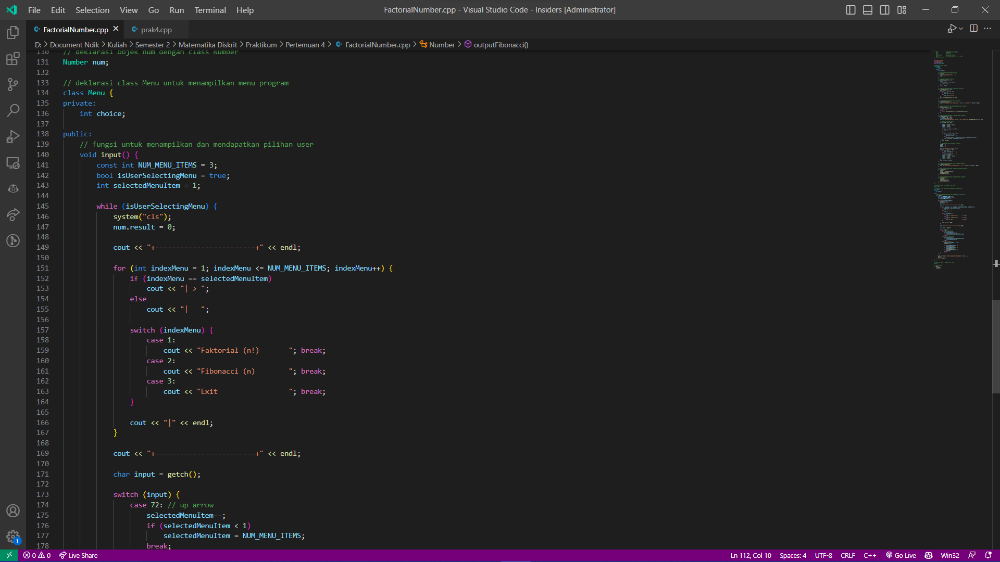 File Edit Selection View Go Run Terminal Help
FactorialNumber.cpp - Visual Studio Code - Insiders [Administrator]
FactorialNumber.cpp
prak4.cpp
D: > Document Ndik > Kuliah > Semester 2 > Matematika Diskrit > Praktikum > Pertemuan 4 > FactorialNumber.cpp > Number > outputFibonacci()
130 // deklarasi objek num dengan class Number
131 Number num;
132
133 // deklarasi class Menu untuk menampilkan menu program
134 class Menu {
135 private:
136     int choice;
137
138 public:
139     // fungsi untuk menampilkan dan mendapatkan pilihan user
140     void input() {
141         const int NUM_MENU_ITEMS = 3;
142         bool isUserSelectingMenu = true;
143         int selectedMenuItem = 1;
144
145         while (isUserSelectingMenu) {
146             system("cls");
147             num.result = 0;
148
149             cout << "+------------------------+" << endl;
150
151             for (int indexMenu = 1; indexMenu <= NUM_MENU_ITEMS; indexMenu++) {
152                 if (indexMenu == selectedMenuItem)
153                     cout << "| > ";
154                 else
155                     cout << "|   ";
156
157                 switch (indexMenu) {
158                     case 1:
159                         cout << "Faktorial (n!)       "; break;
160                     case 2:
161                         cout << "Fibonacci (n)        "; break;
162                     case 3:
163                         cout << "Exit                 "; break;
164                 }
165
166                 cout << "|" << endl;
167             }
168
169             cout << "+------------------------+" << endl;
170
171             char input = getch();
172
173             switch (input) {
174                 case 72: // up arrow
175                     selectedMenuItem--;
176                     if (selectedMenuItem < 1)
177                         selectedMenuItem = NUM_MENU_ITEMS;
178                     break;
1
0 0 Live Share
Ln 112, Col 10 Spaces: 4 UTF-8 CRLF C++ Go Live Win32